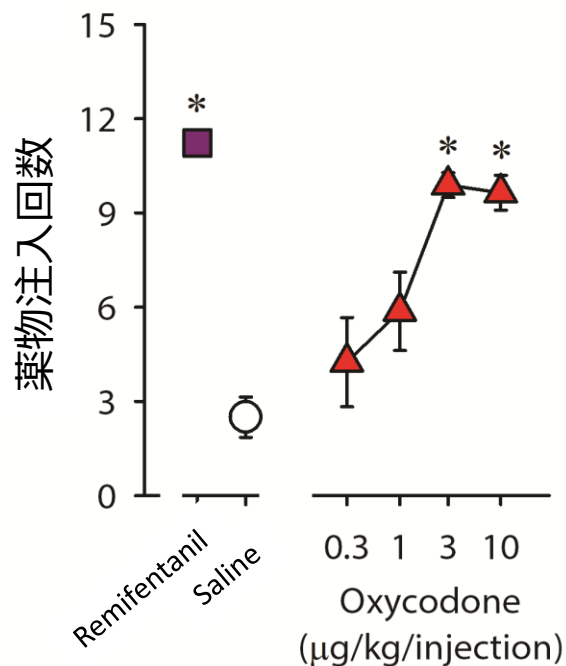 15
12
9
6
3
0
薬物注入回数
*
*
*
Remifentanil
Saline
0.3 1 3 10
Oxycodone
(μg/kg/injection)